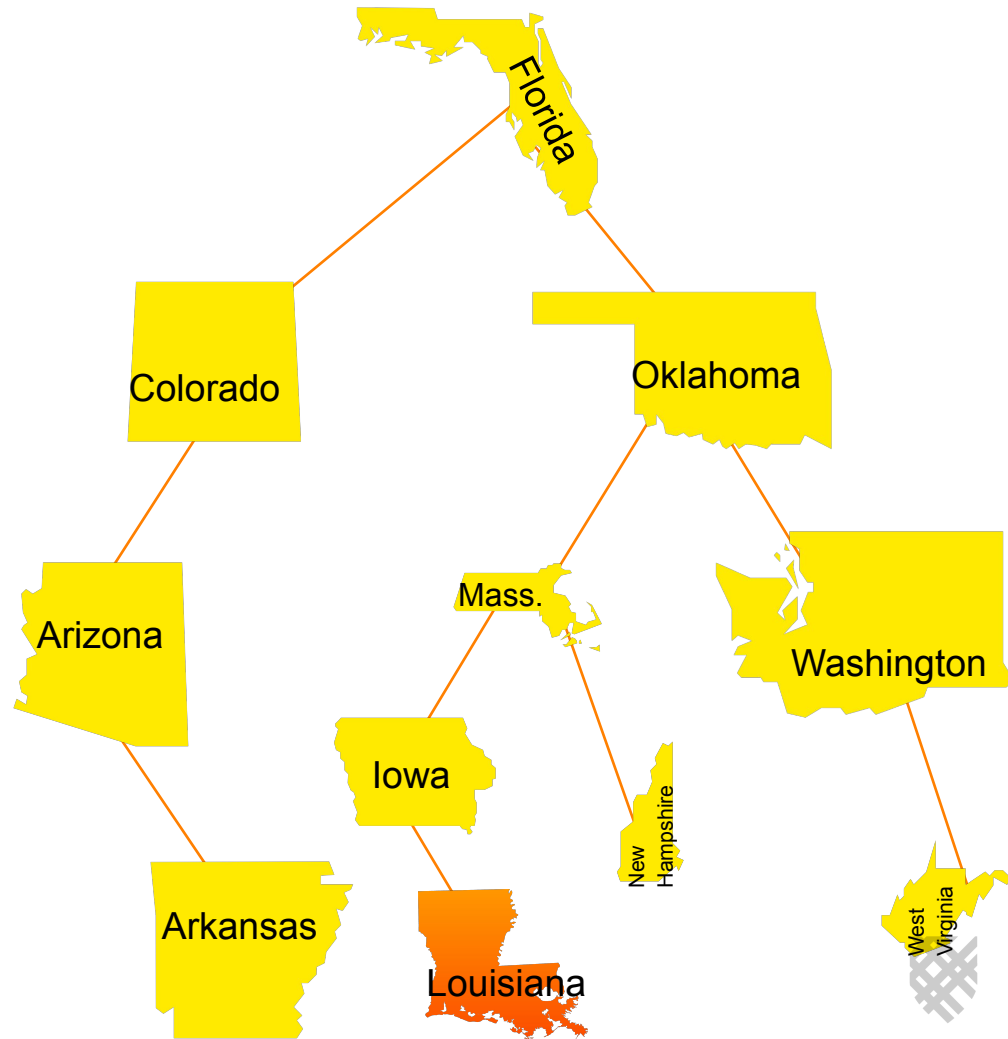 Florida
Colorado
Oklahoma
Arizona
Mass.
Washington
Iowa
New
Hampshire
Arkansas
Louisiana
West
Virginia